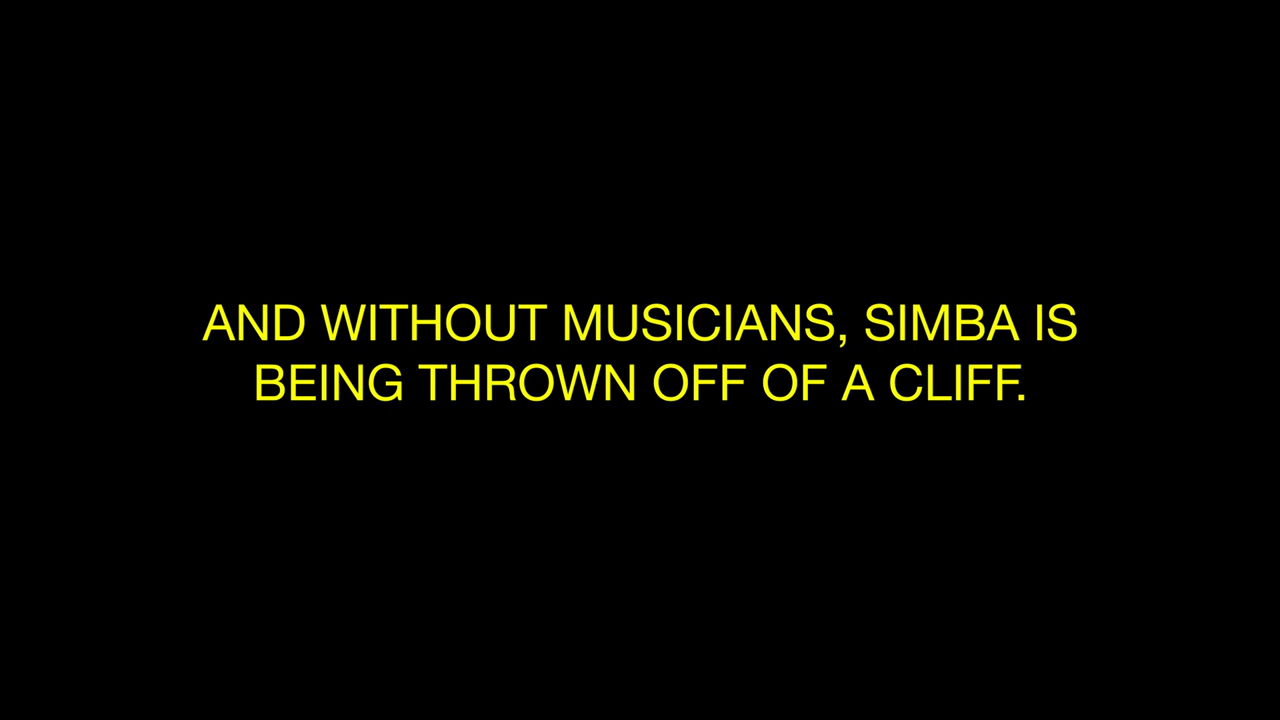 AND WITHOUT MUSICIANS, SIMBA IS
BEING THROWN OFF OF A CLIFF.